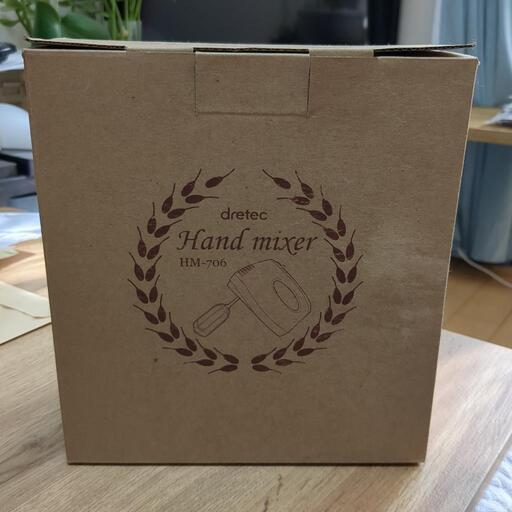 dretec
Hand mixer
HM-706